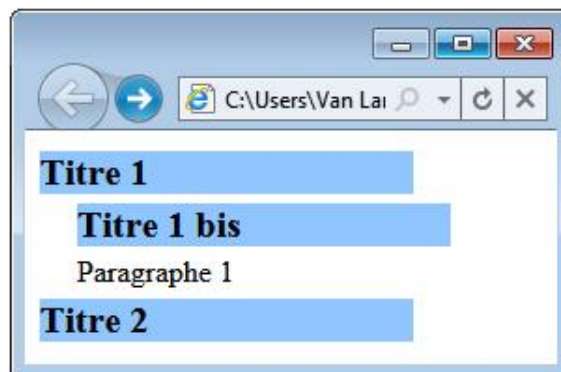 C:\Users\Van La
Titre 1
Titre 1 bis
Paragraphe 1
Titre 2